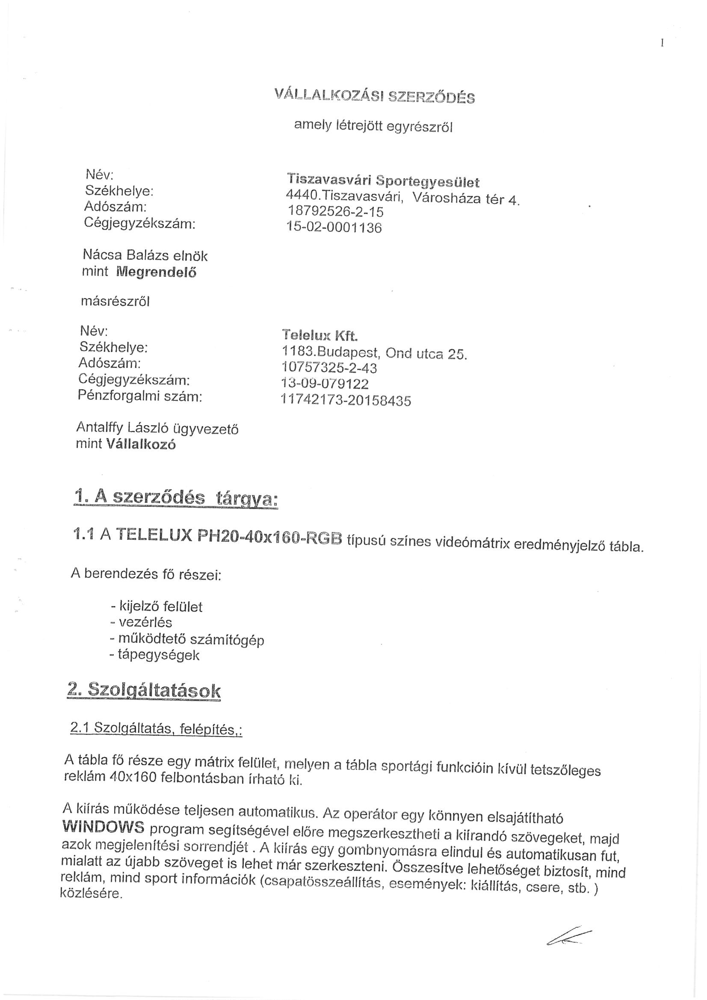 1
VÁLLALKOZÁSI SZERZŐDÉS
amely létrejött egyrészről
Név: Tiszavasvári Sportegyesület
Székhelye: 4440.Tiszavasvári, Városháza tér 4.
Adószám: 18792526-2-15
Cégjegyzékszám: 15-02-0001136
Nácsa Balázs elnök
mint Megrendelő
másrészről
Név: Telelux Kft.
Székhelye: 1183.Budapest, Ond utca 25.
Adószám: 10757325-2-43
Cégjegyzékszám: 13-09-079122
Pénzforgalmi szám: 11742173-20158435
Antalffy László ügyvezető
mint Vállalkozó
1. A szerződés tárgya:
1.1 A TELELUX PH20-40x160-RGB típusú színes videómátrix eredményjelző tábla.
A berendezés fő részei:
- kijelző felület
- vezérlés
- működtető számítógép
- tápegységek
2. Szolgáltatások
2.1 Szolgáltatás, felépítés,:
A tábla fő része egy mátrix felület, melyen a tábla sportági funkcióin kívül tetszőleges
reklám 40x160 felbontásban írható ki.
A kiírás működése teljesen automatikus. Az operátor egy könnyen elsajátítható
WINDOWS program segítségével előre megszerkesztheti a kiírandó szövegeket, majd
azok megjelenítési sorrendjét . A kiírás egy gombnyomásra elindul és automatikusan fut,
mialatt az újabb szöveget is lehet már szerkeszteni. Összesítve lehetőséget biztosít, mind
reklám, mind sport információk (csapatösszeállítás, események: kiállítás, csere, stb. )
közlésére.